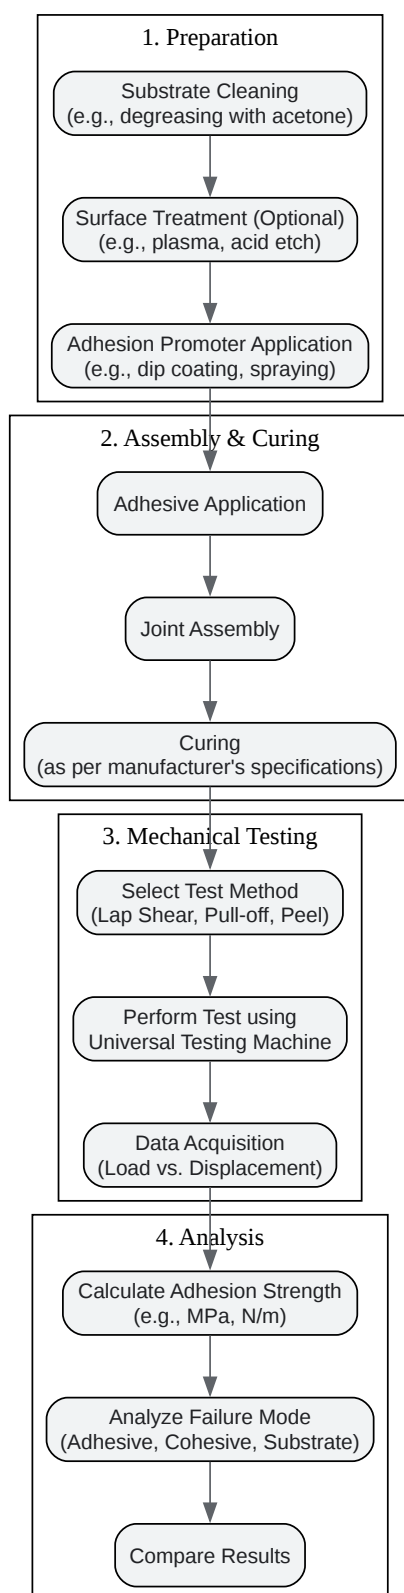 1. Preparation
Substrate Cleaning
(e.g., degreasing with acetone)
Surface Treatment (Optional)
(e.g., plasma, acid etch)
Adhesion Promoter Application
(e.g., dip coating, spraying)
2. Assembly & Curing
Adhesive Application
Joint Assembly
Curing
(as per manufacturer's specifications)
3. Mechanical Testing
Select Test Method
(Lap Shear, Pull-off, Peel)
Perform Test using
Universal Testing Machine
Data Acquisition
(Load vs. Displacement)
4. Analysis
Calculate Adhesion Strength
(e.g., MPa, N/m)
Analyze Failure Mode
(Adhesive, Cohesive, Substrate)
Compare Results